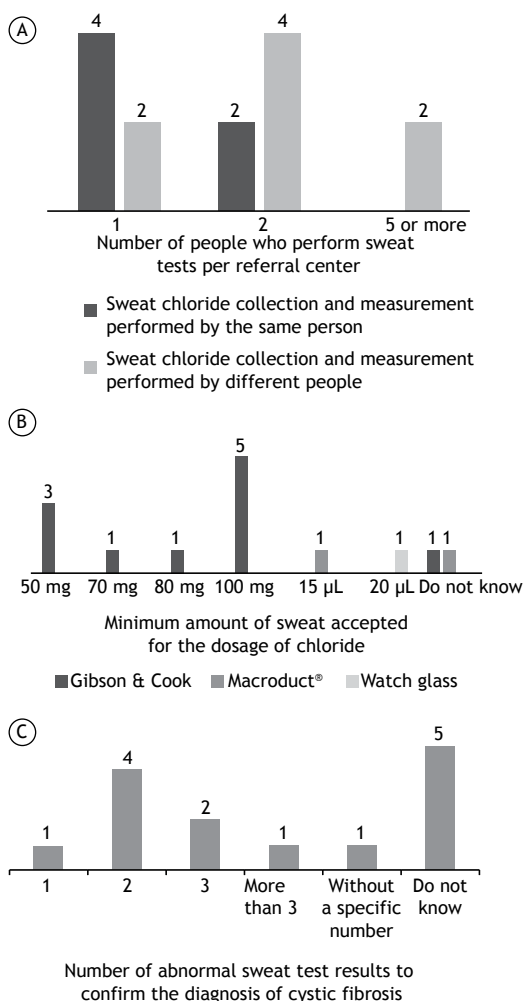 A
4
4
2
2
2
1
2
5 or more
Number of people who perform sweat
tests per referral center
Sweat chloride collection and measurement
performed by the same person
Sweat chloride collection and measurement
performed by different people
B
5
3
1
1
1
1
1
1
50 mg 70 mg 80 mg 100 mg 15 µL 20 µL Do not know
Minimum amount of sweat accepted
for the dosage of chloride
Gibson & Cook Macroduct® Watch glass
C
5
4
2
1
1
1
1 2 3 More Without Do not
than 3 a specific know
number
Number of abnormal sweat test results to
confirm the diagnosis of cystic fibrosis